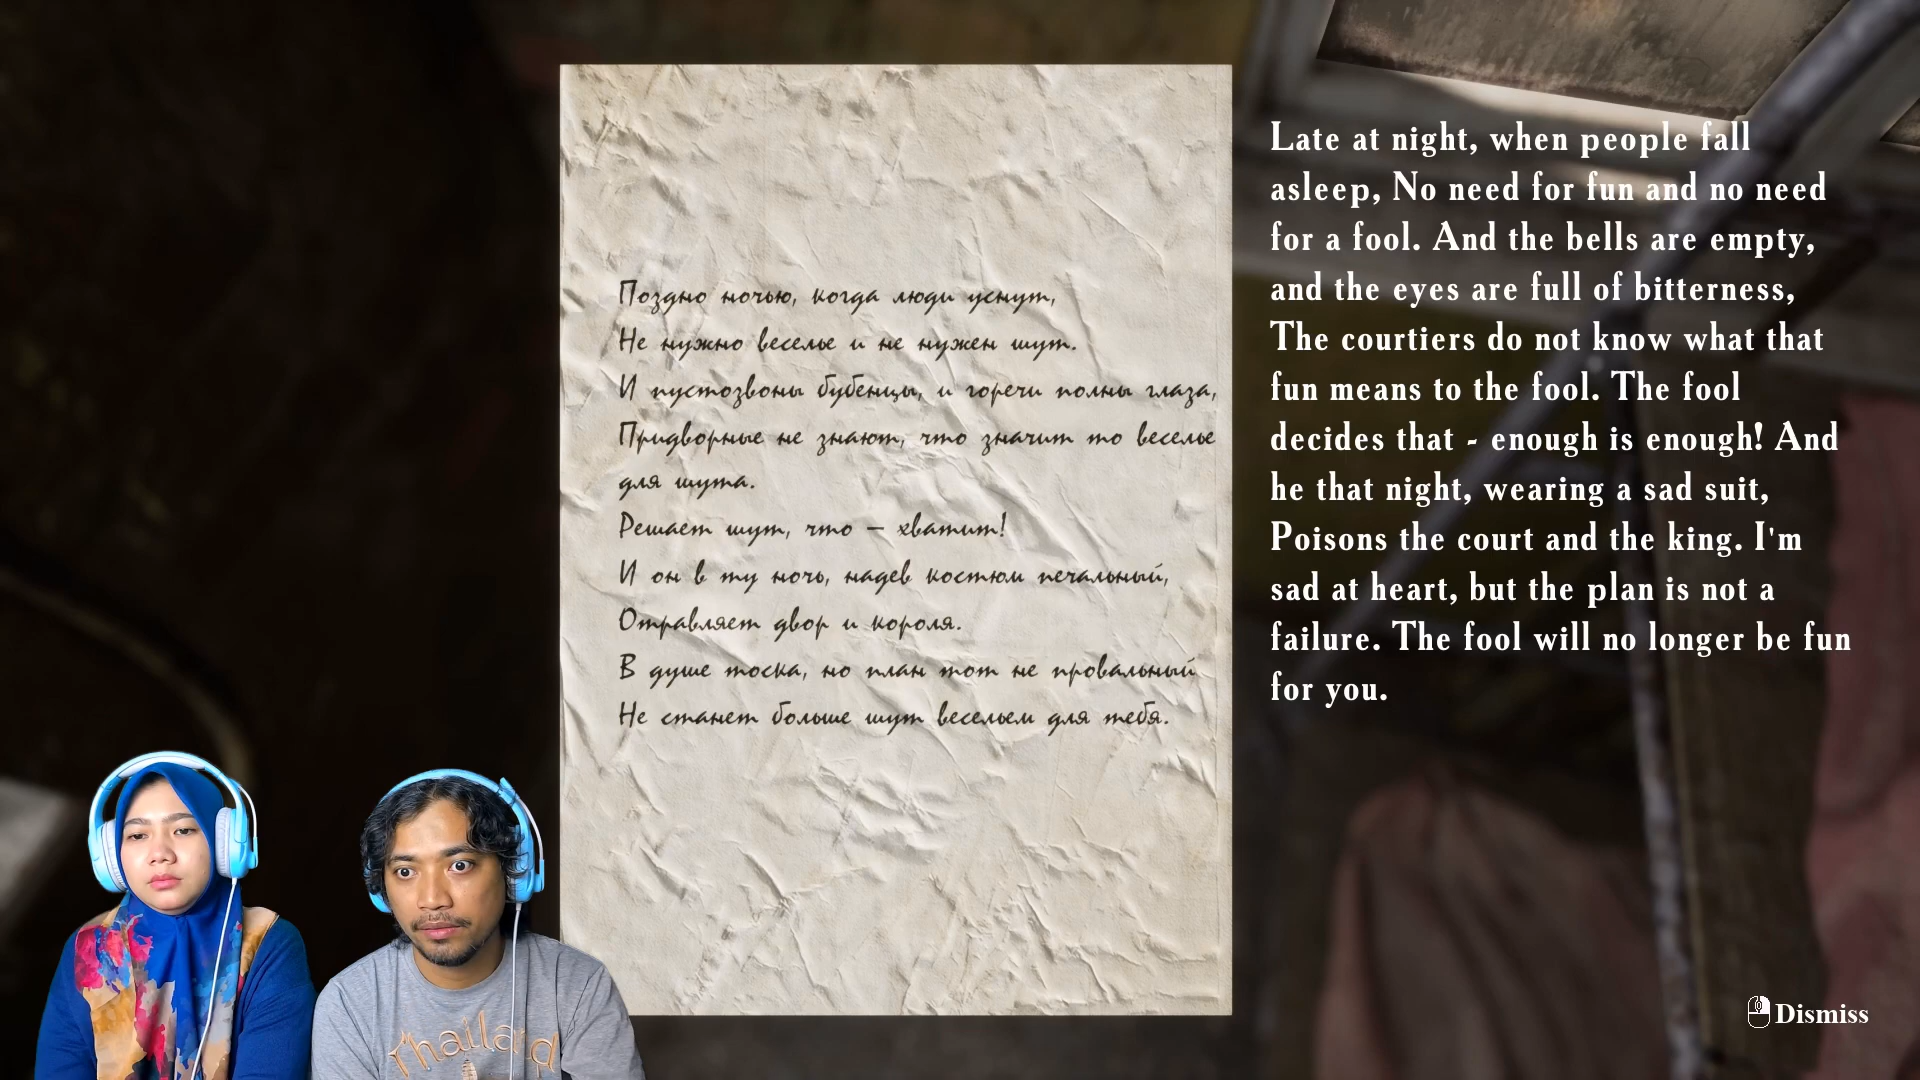 Поздно ночью, когда люди уснут,
Не нужно веселье и не нужен шут.
И пустозвоны бубенцы, и горечи полны глаза,
Придворные не знают, что значит то веселье
для шута.
Решает шут, что — хватит!
И он в ту ночь, надев костюм печальный,
Отравляет двор и короля.
В душе тоска, но план тот не провальный
Не станет больше шут весельем для тебя.
Late at night, when people fall
asleep, No need for fun and no need
for a fool. And the bells are empty,
and the eyes are full of bitterness,
The courtiers do not know what that
fun means to the fool. The fool
decides that - enough is enough! And
he that night, wearing a sad suit,
Poisons the court and the king. I'm
sad at heart, but the plan is not a
failure. The fool will no longer be fun
for you.
Thailand
Dismiss